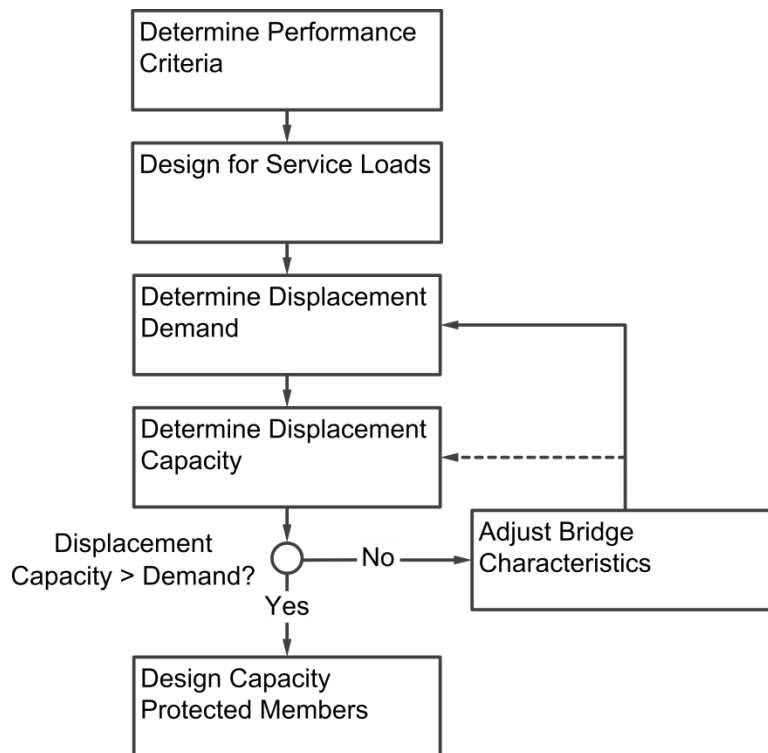 Determine Performance
Criteria
Design for Service Loads
Determine Displacement
Demand
Determine Displacement
Capacity
Displacement
Capacity > Demand?
No
Adjust Bridge
Characteristics
Yes
Design Capacity
Protected Members